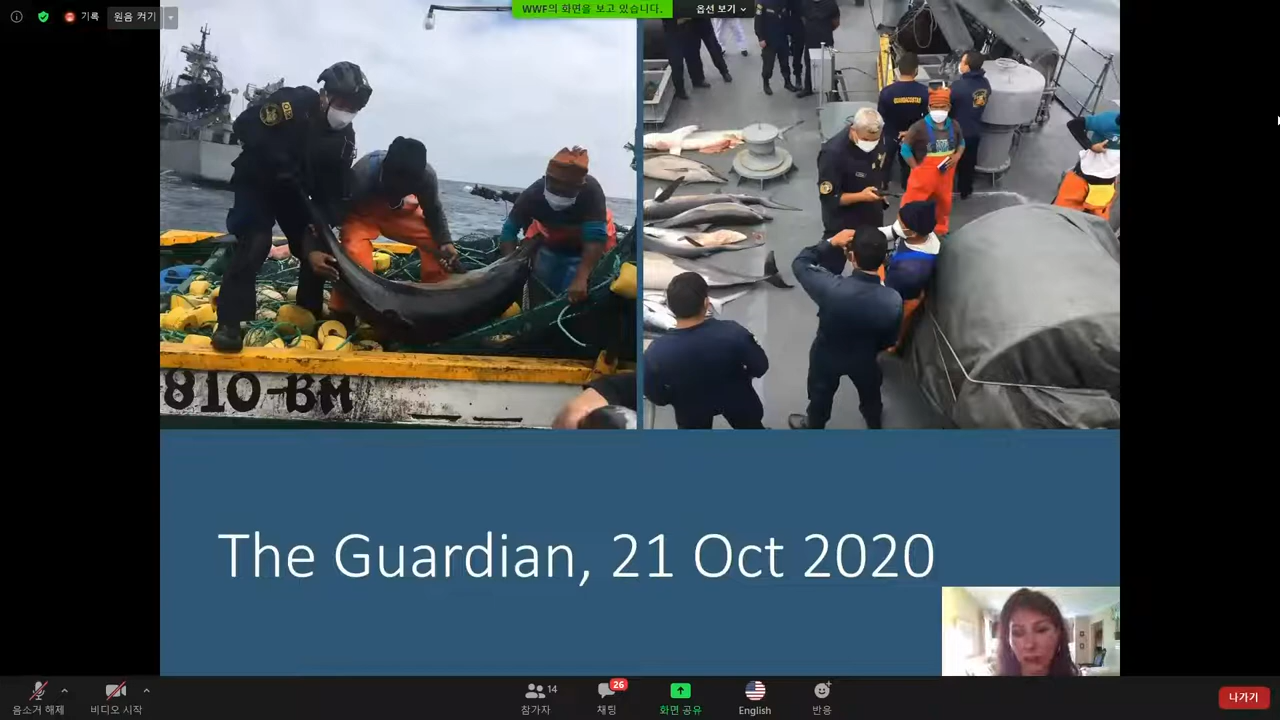 기록
원음 켜기
WWF의 화면을 보고 있습니다.
옵션 보기
GUARDACOSTAS
810-BM
The Guardian, 21 Oct 2020
음소거 해제
비디오 시작
14
참가자
26
채팅
화면 공유
English
반응
나가기